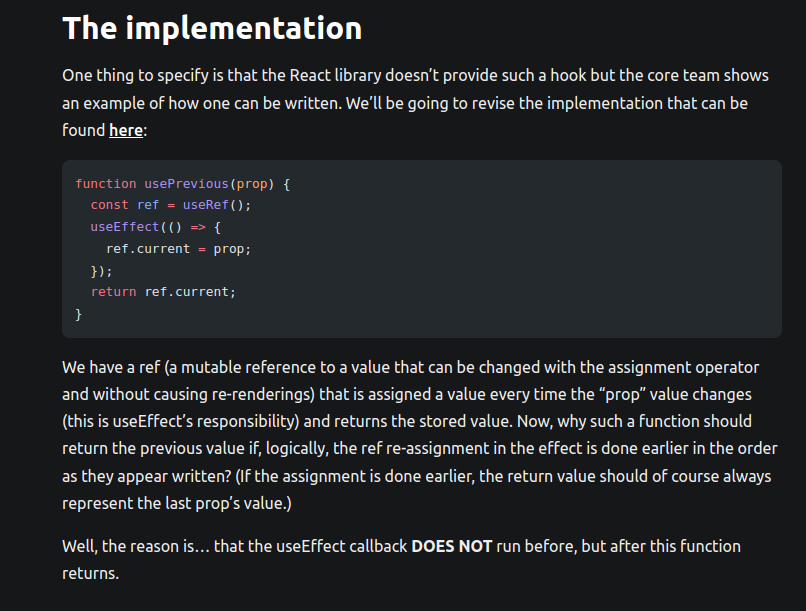 The implementation
One thing to specify is that the React library doesn’t provide such a hook but the core team shows
an example of how one can be written. We’ll be going to revise the implementation that can be
found here:
function usePrevious(prop) {
  const ref = useRef();
  useEffect(() => {
    ref.current = prop;
  });
  return ref.current;
}
We have a ref (a mutable reference to a value that can be changed with the assignment operator
and without causing re-renderings) that is assigned a value every time the “prop” value changes
(this is useEffect’s responsibility) and returns the stored value. Now, why such a function should
return the previous value if, logically, the ref re-assignment in the effect is done earlier in the order
as they appear written? (If the assignment is done earlier, the return value should of course always
represent the last prop’s value.)
Well, the reason is… that the useEffect callback DOES NOT run before, but after this function
returns.